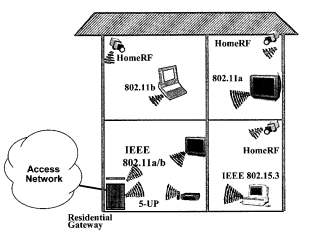 HomeRF
HomeRF
802.11b
802.11a
IEEE
802.11a/b
HomeRF
Access
Network
IEEE 802.15.3
5-UP
Residential
Gateway